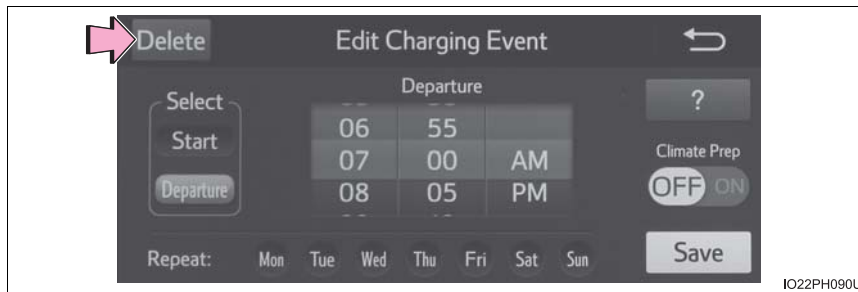 Delete Edit Charging Event
Departure
Select ?
06 55
Start Climate Prep
07 00 AM
OFF ON
Departure 08 05 PM
Repeat: Mon Tue Wed Thu Fri Sat Sun Save
IO22PH090U